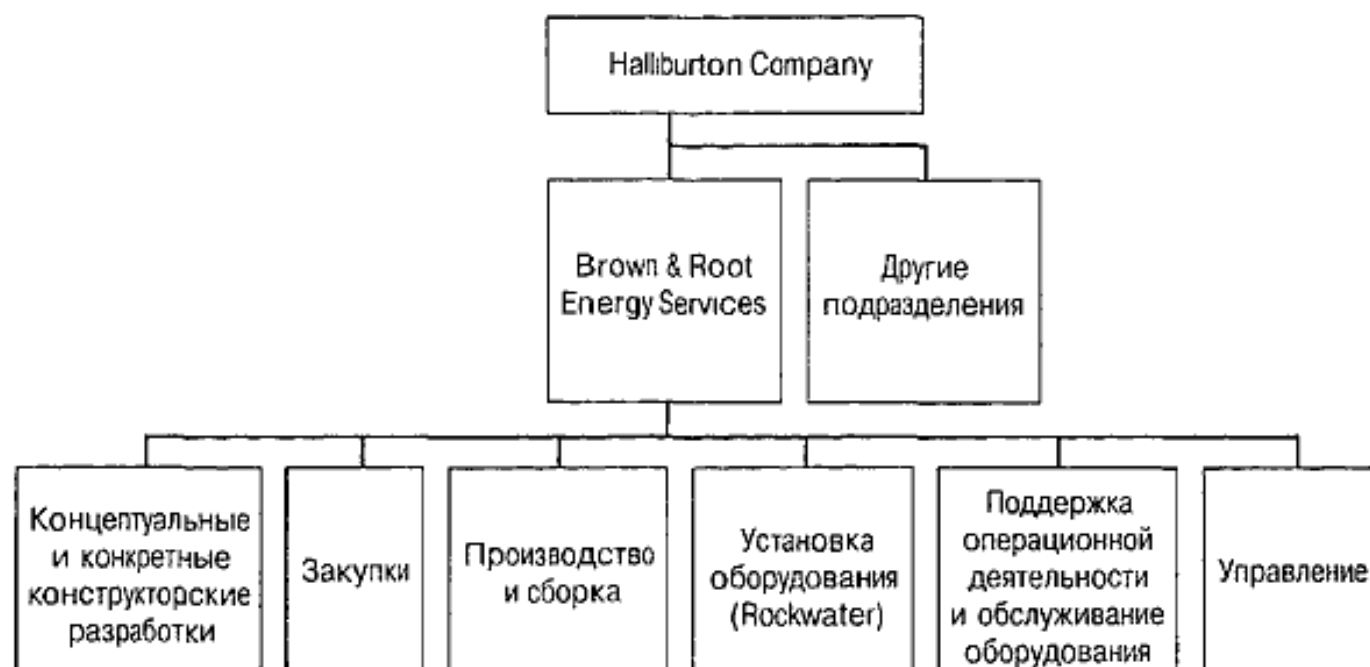 Halliburton Company
Brown & Root
Energy Services
Другие
подразделения
Концептуальные
и конкретные
конструкторские
разработки
Закупки
Производство
и сборка
Установка
оборудования
(Rockwater)
Поддержка
операционной
деятельности
и обслуживание
оборудования
Управление